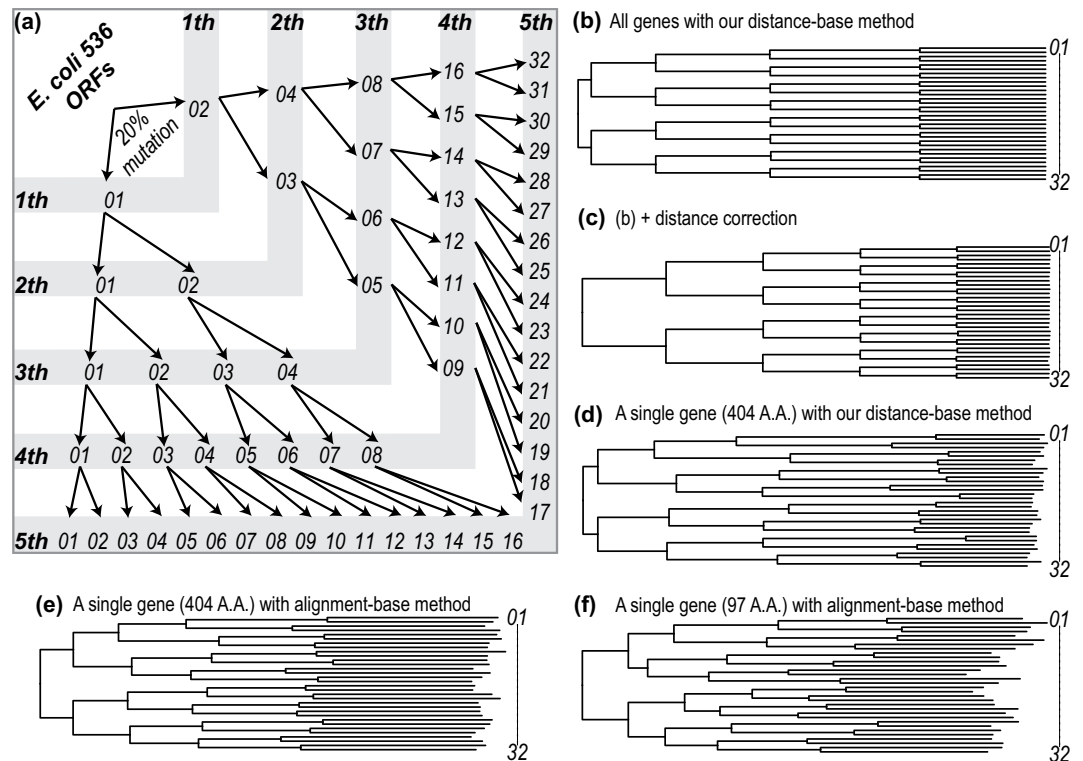 (a)
1th 2th 3th 4th 5th
E. coli 536
ORFs
20%
mutation
02
04
03
08
07
06
05
16
15
14
13
12
11
10
09
32
31
30
29
28
27
26
25
24
23
22
21
20
19
18
17
1th
01
2th
01 02
3th
01 02 03 04
4th
01 02 03 04 05 06 07 08
5th 01 02 03 04 05 06 07 08 09 10 11 12 13 14 15 16
(b) All genes with our distance-base method
01
32
(c) (b) + distance correction
01
32
(d) A single gene (404 A.A.) with our distance-base method
01
32
(e) A single gene (404 A.A.) with alignment-base method
01
32
(f) A single gene (97 A.A.) with alignment-base method
01
32